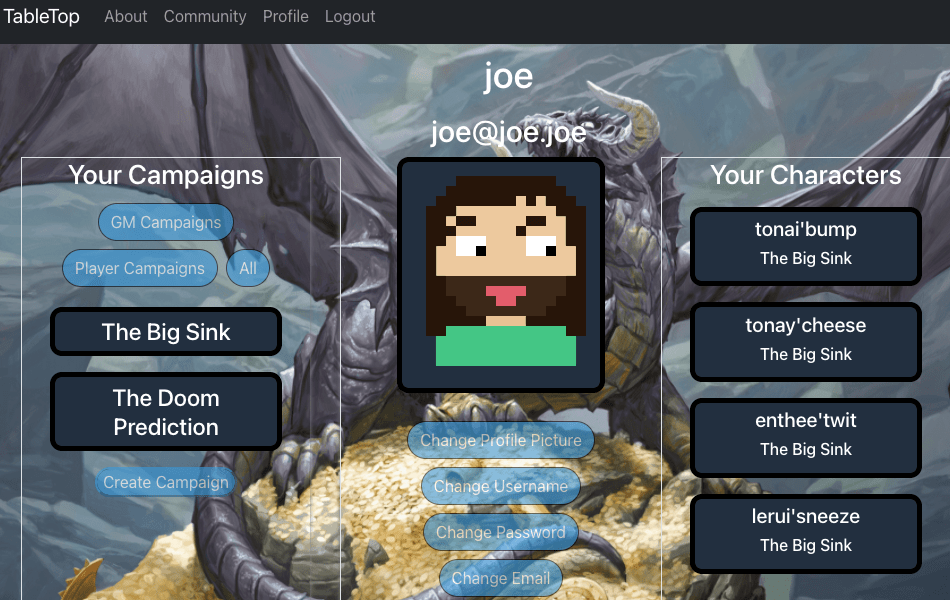 TableTop About Community Profile Logout
joe
joe@joe.joe
Your Campaigns
GM Campaigns
Player Campaigns All
The Big Sink
The Doom
Prediction
Create Campaign
Change Profile Picture
Change Username
Change Password
Change Email
Your Characters
tonai'bump
The Big Sink
tonay'cheese
The Big Sink
enthee'twit
The Big Sink
lerui'sneeze
The Big Sink